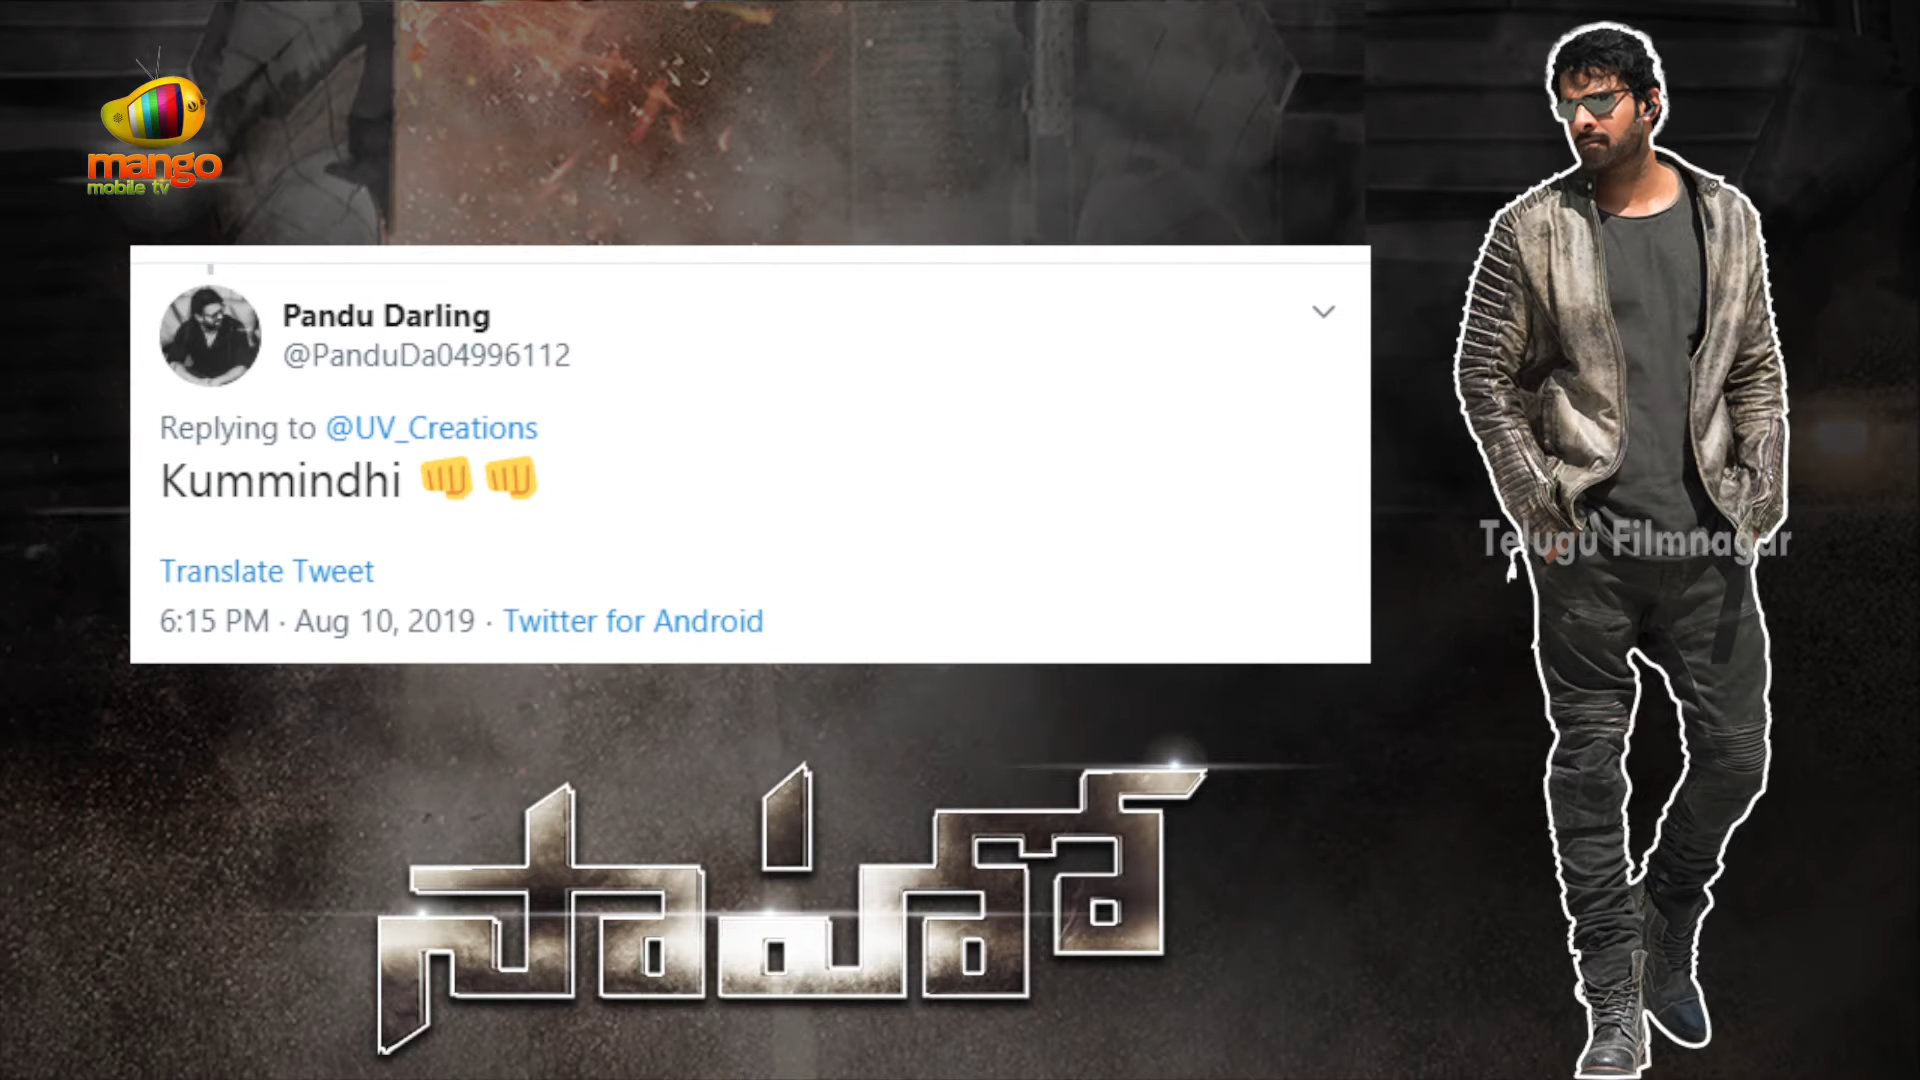 mango
mobile tv
Pandu Darling
@PanduDa04996112
Replying to @UV_Creations
Kummindhi 👊 👊
Translate Tweet
6:15 PM · Aug 10, 2019 · Twitter for Android
Telugu Filmnagar
సాహో